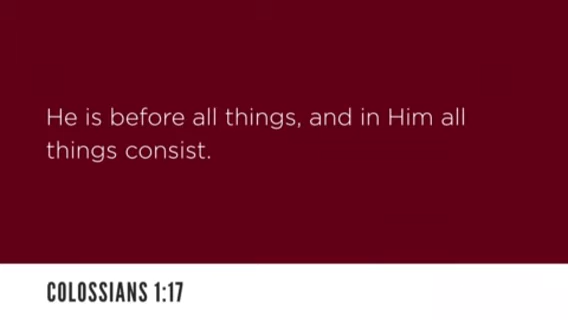 He is before all things, and in Him all
things consist.
COLOSSIANS 1:17